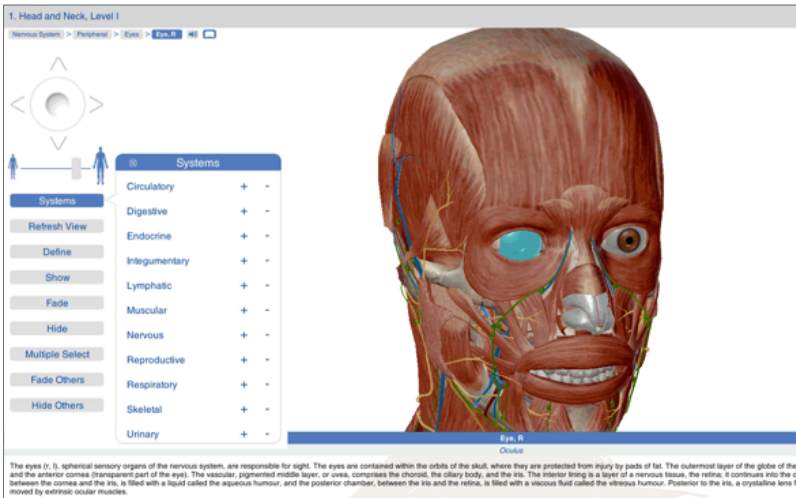 1. Head and Neck, Level I
Nervous System > Peripheral > Eyes > Eye, R
Systems
Refresh View
Define
Show
Fade
Hide
Multiple Select
Fade Others
Hide Others
Systems
Circulatory + -
Digestive + -
Endocrine + -
Integumentary + -
Lymphatic + -
Muscular + -
Nervous + -
Reproductive + -
Respiratory + -
Skeletal + -
Urinary + -
Eye, R
Oculus
The eyes (r, l), spherical sensory organs of the nervous system, are responsible for sight. The eyes are contained within the orbits of the skull, where they are protected from injury by pads of fat. The outermost layer of the globe of the
and the anterior cornea (transparent part of the eye). The vascular, pigmented middle layer, or uvea, comprises the choroid, the ciliary body, and the iris. The interior lining is a layer of a nervous tissue, the retina; it continues into the
between the cornea and the iris, is filled with a liquid called the aqueous humour, and the posterior chamber, between the iris and the retina, is filled with a viscous fluid called the vitreous humour. Posterior to the iris, a crystalline lens
moved by extrinsic ocular muscles.